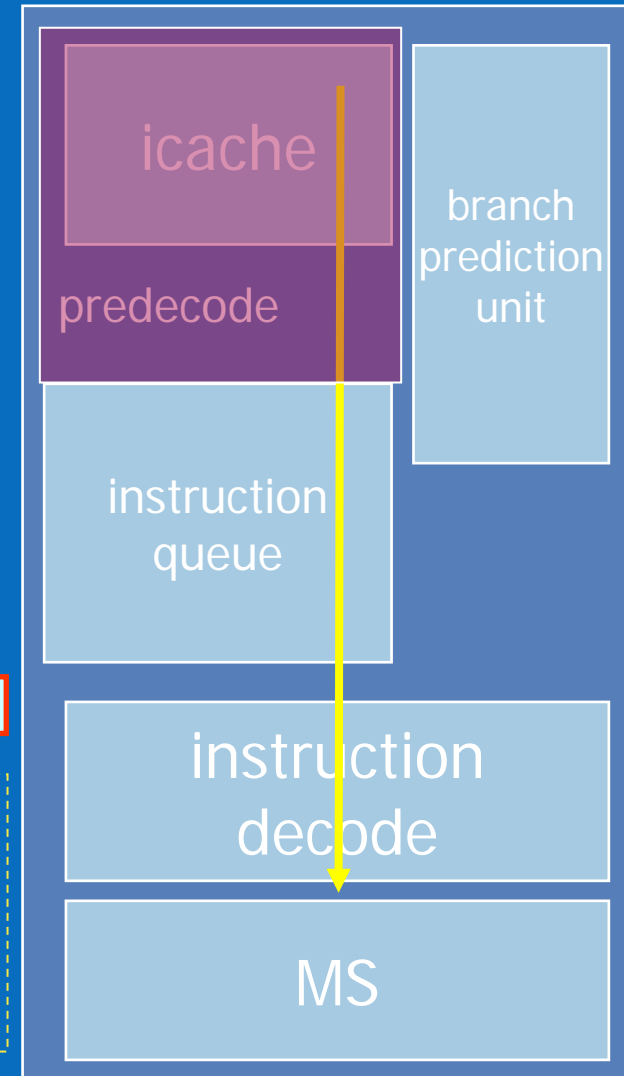 icache
predecode
branch
prediction
unit
instruction
queue
instruction
decode
MS